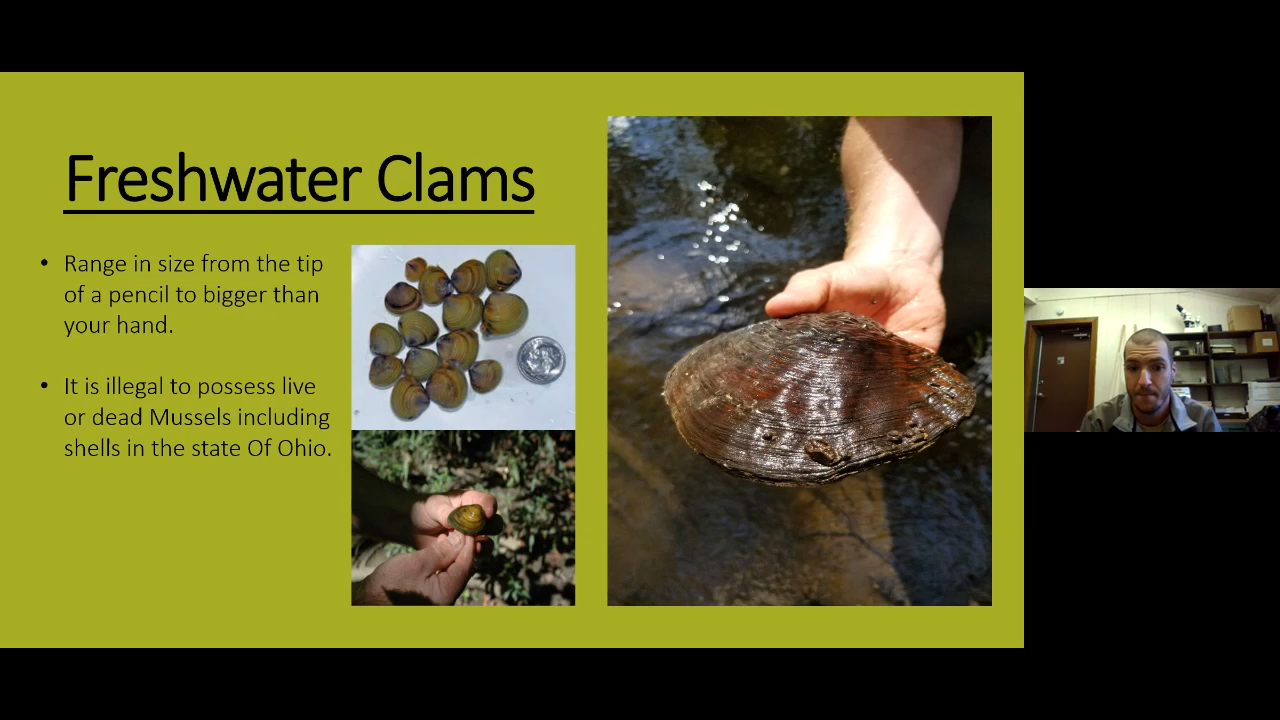 Freshwater Clams
• Range in size from the tip
of a pencil to bigger than
your hand.
• It is illegal to possess live
or dead Mussels including
shells in the state Of Ohio.